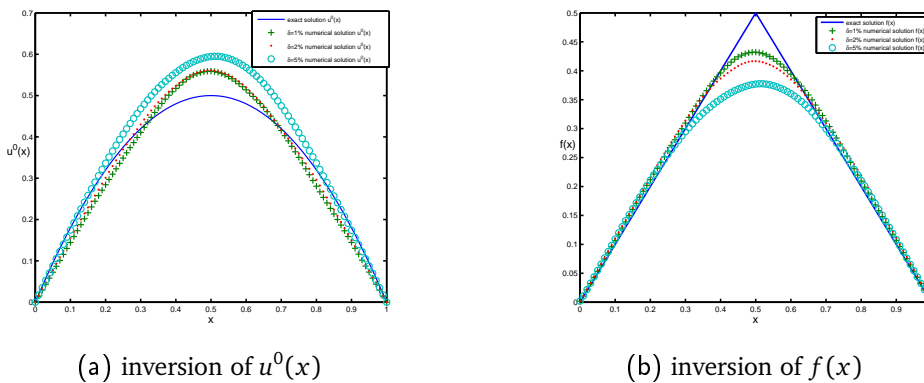 0.7
0.6
0.5
0.4
0.3
0.2
0.1
0
u⁰(x)
0 0.1 0.2 0.3 0.4 0.5 0.6 0.7 0.8 0.9 1
x
exact solution u⁰(x)
δ=1% numerical solution u⁰(x)
δ=2% numerical solution u⁰(x)
δ=5% numerical solution u⁰(x)
(a) inversion of u⁰(x)
0.5
0.45
0.4
0.35
0.3
0.25
0.2
0.15
0.1
0.05
0
f(x)
0 0.1 0.2 0.3 0.4 0.5 0.6 0.7 0.8 0.9
x
exact solution f(x)
δ=1% numerical solution f(x)
δ=2% numerical solution f(x)
δ=5% numerical solution f(x)
(b) inversion of f(x)